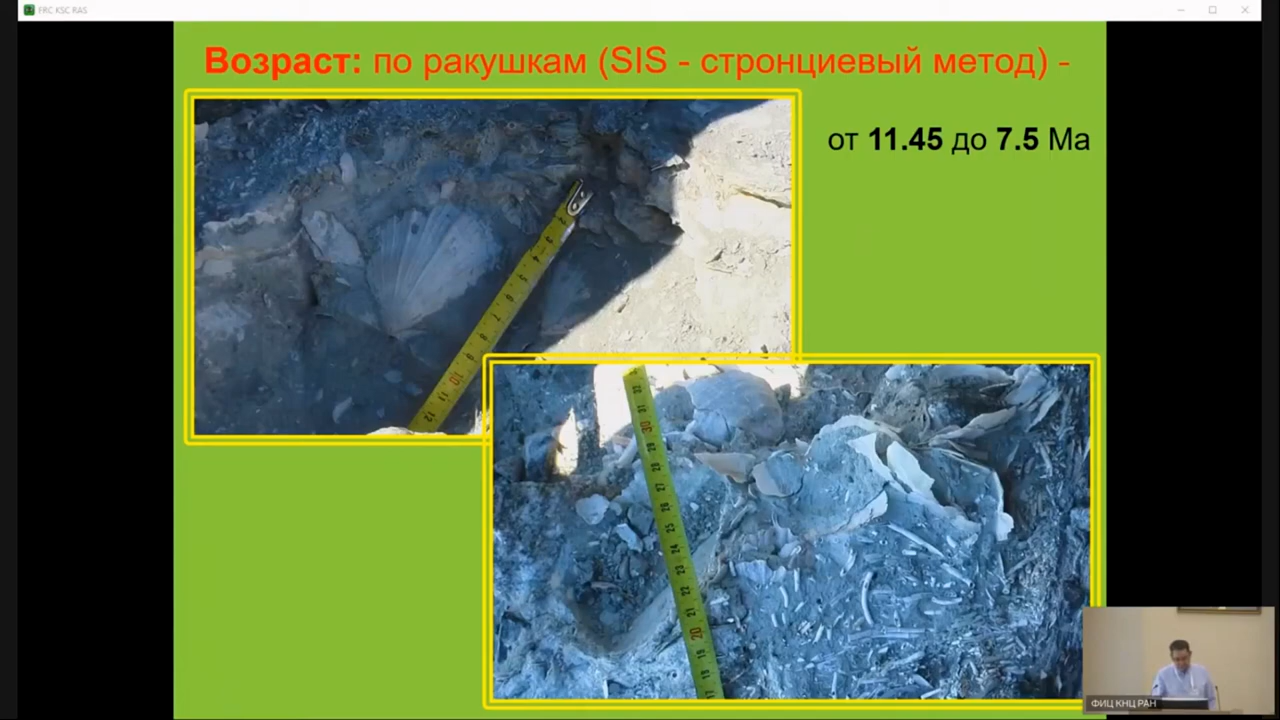 FRC KSC RAS
Возраст: по ракушкам (SIS - стронциевый метод) -
от 11.45 до 7.5 Ма
ФИЦ КНЦ РАН